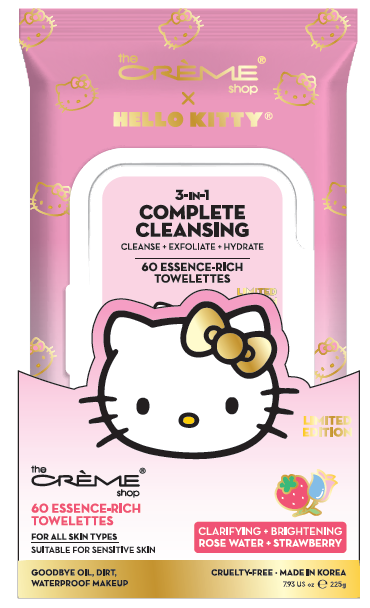 the
CRÈME®
shop
×
HELLO KITTY®
3-IN-1
COMPLETE
CLEANSING
CLEANSE + EXFOLIATE + HYDRATE
60 ESSENCE-RICH
TOWELETTES
LIMITED
LIMITED
EDITION
the
CRÈME®
shop
60 ESSENCE-RICH
TOWELETTES
FOR ALL SKIN TYPES
SUITABLE FOR SENSITIVE SKIN
CLARIFYING + BRIGHTENING
ROSE WATER + STRAWBERRY
GOODBYE OIL, DIRT,
WATERPROOF MAKEUP
CRUELTY-FREE · MADE IN KOREA
7.93 US oz ℮ 225g